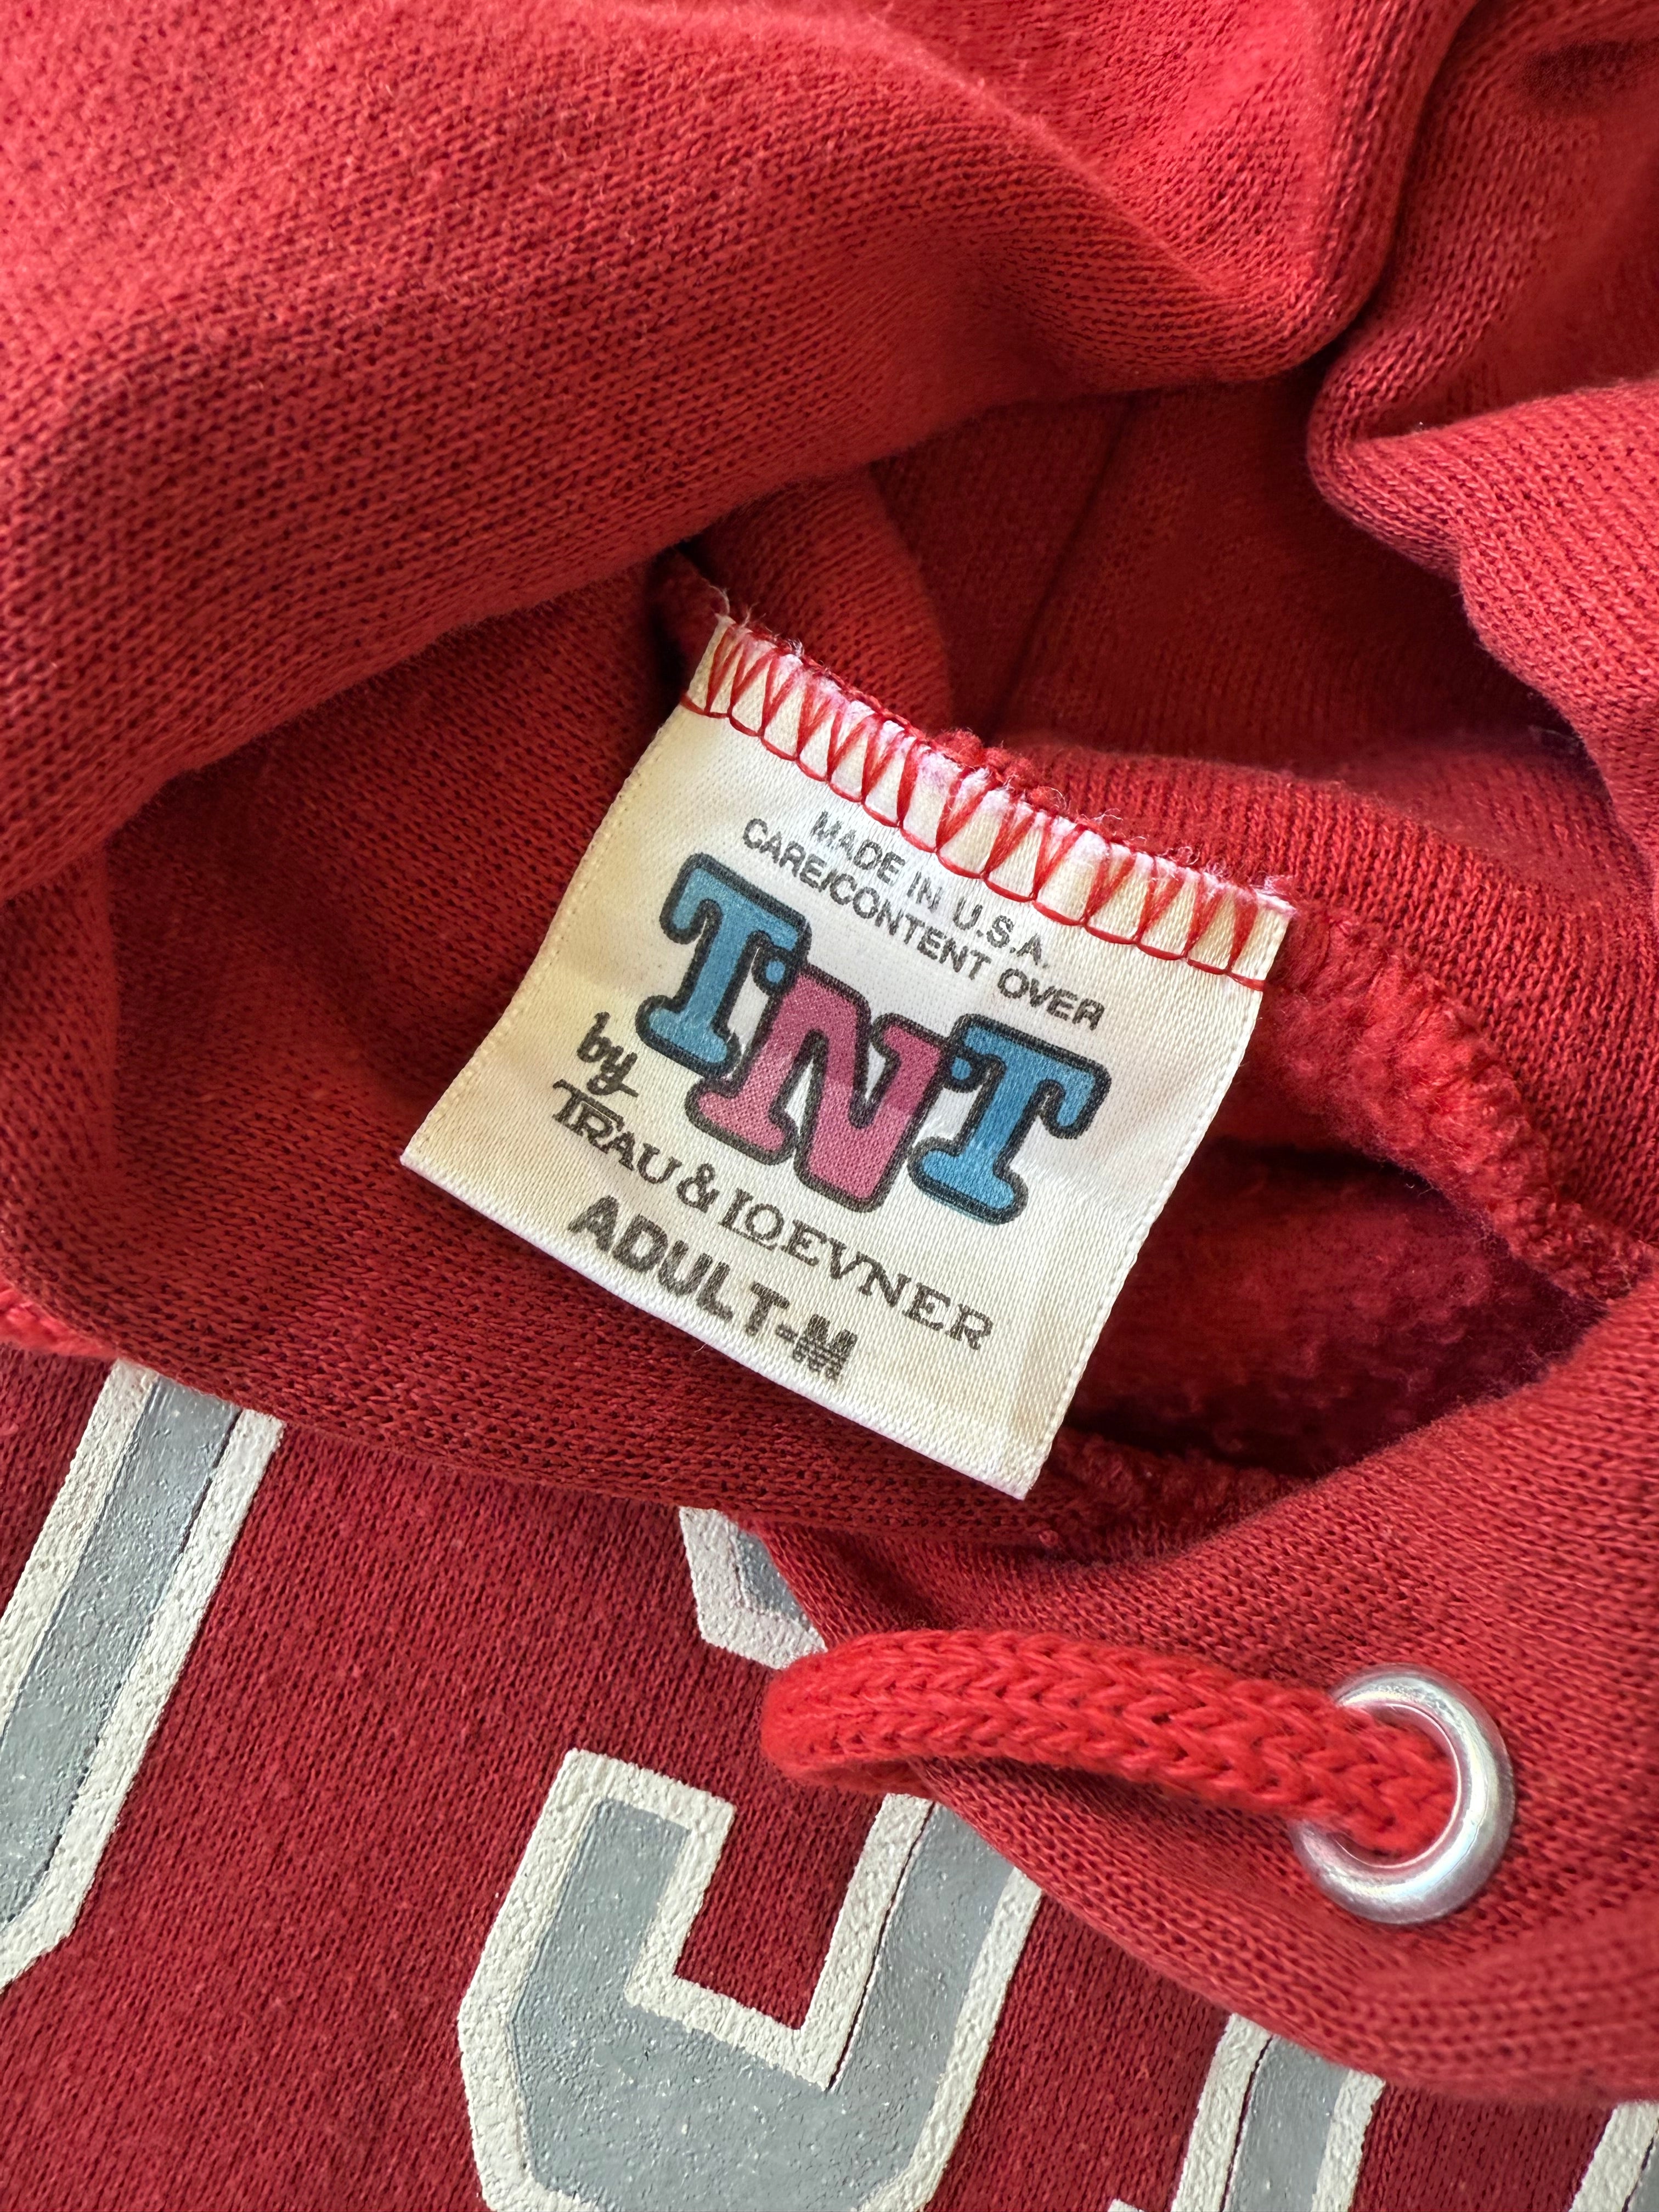 MADE IN U.S.A.
CARE/CONTENT OVER
TNT
by
TRAU & LOEVNER
ADULT-M